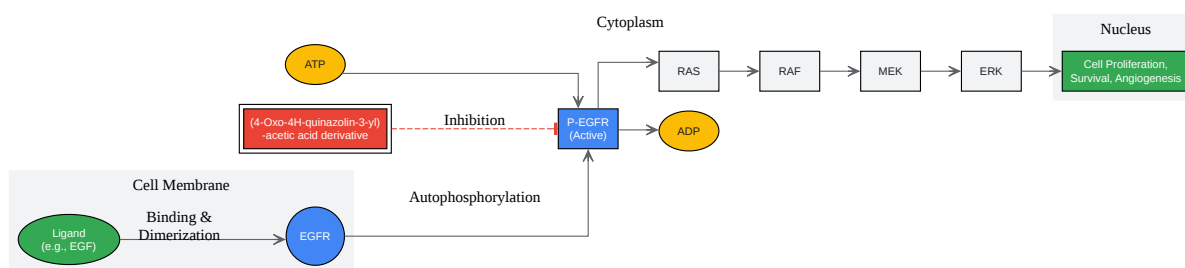 Cytoplasm
Nucleus
ATP
RAS
RAF
MEK
ERK
Cell Proliferation,
Survival, Angiogenesis
(4-Oxo-4H-quinazolin-3-yl)
-acetic acid derivative
Inhibition
P-EGFR
(Active)
ADP
Cell Membrane
Autophosphorylation
Binding &
Dimerization
Ligand
(e.g., EGF)
EGFR